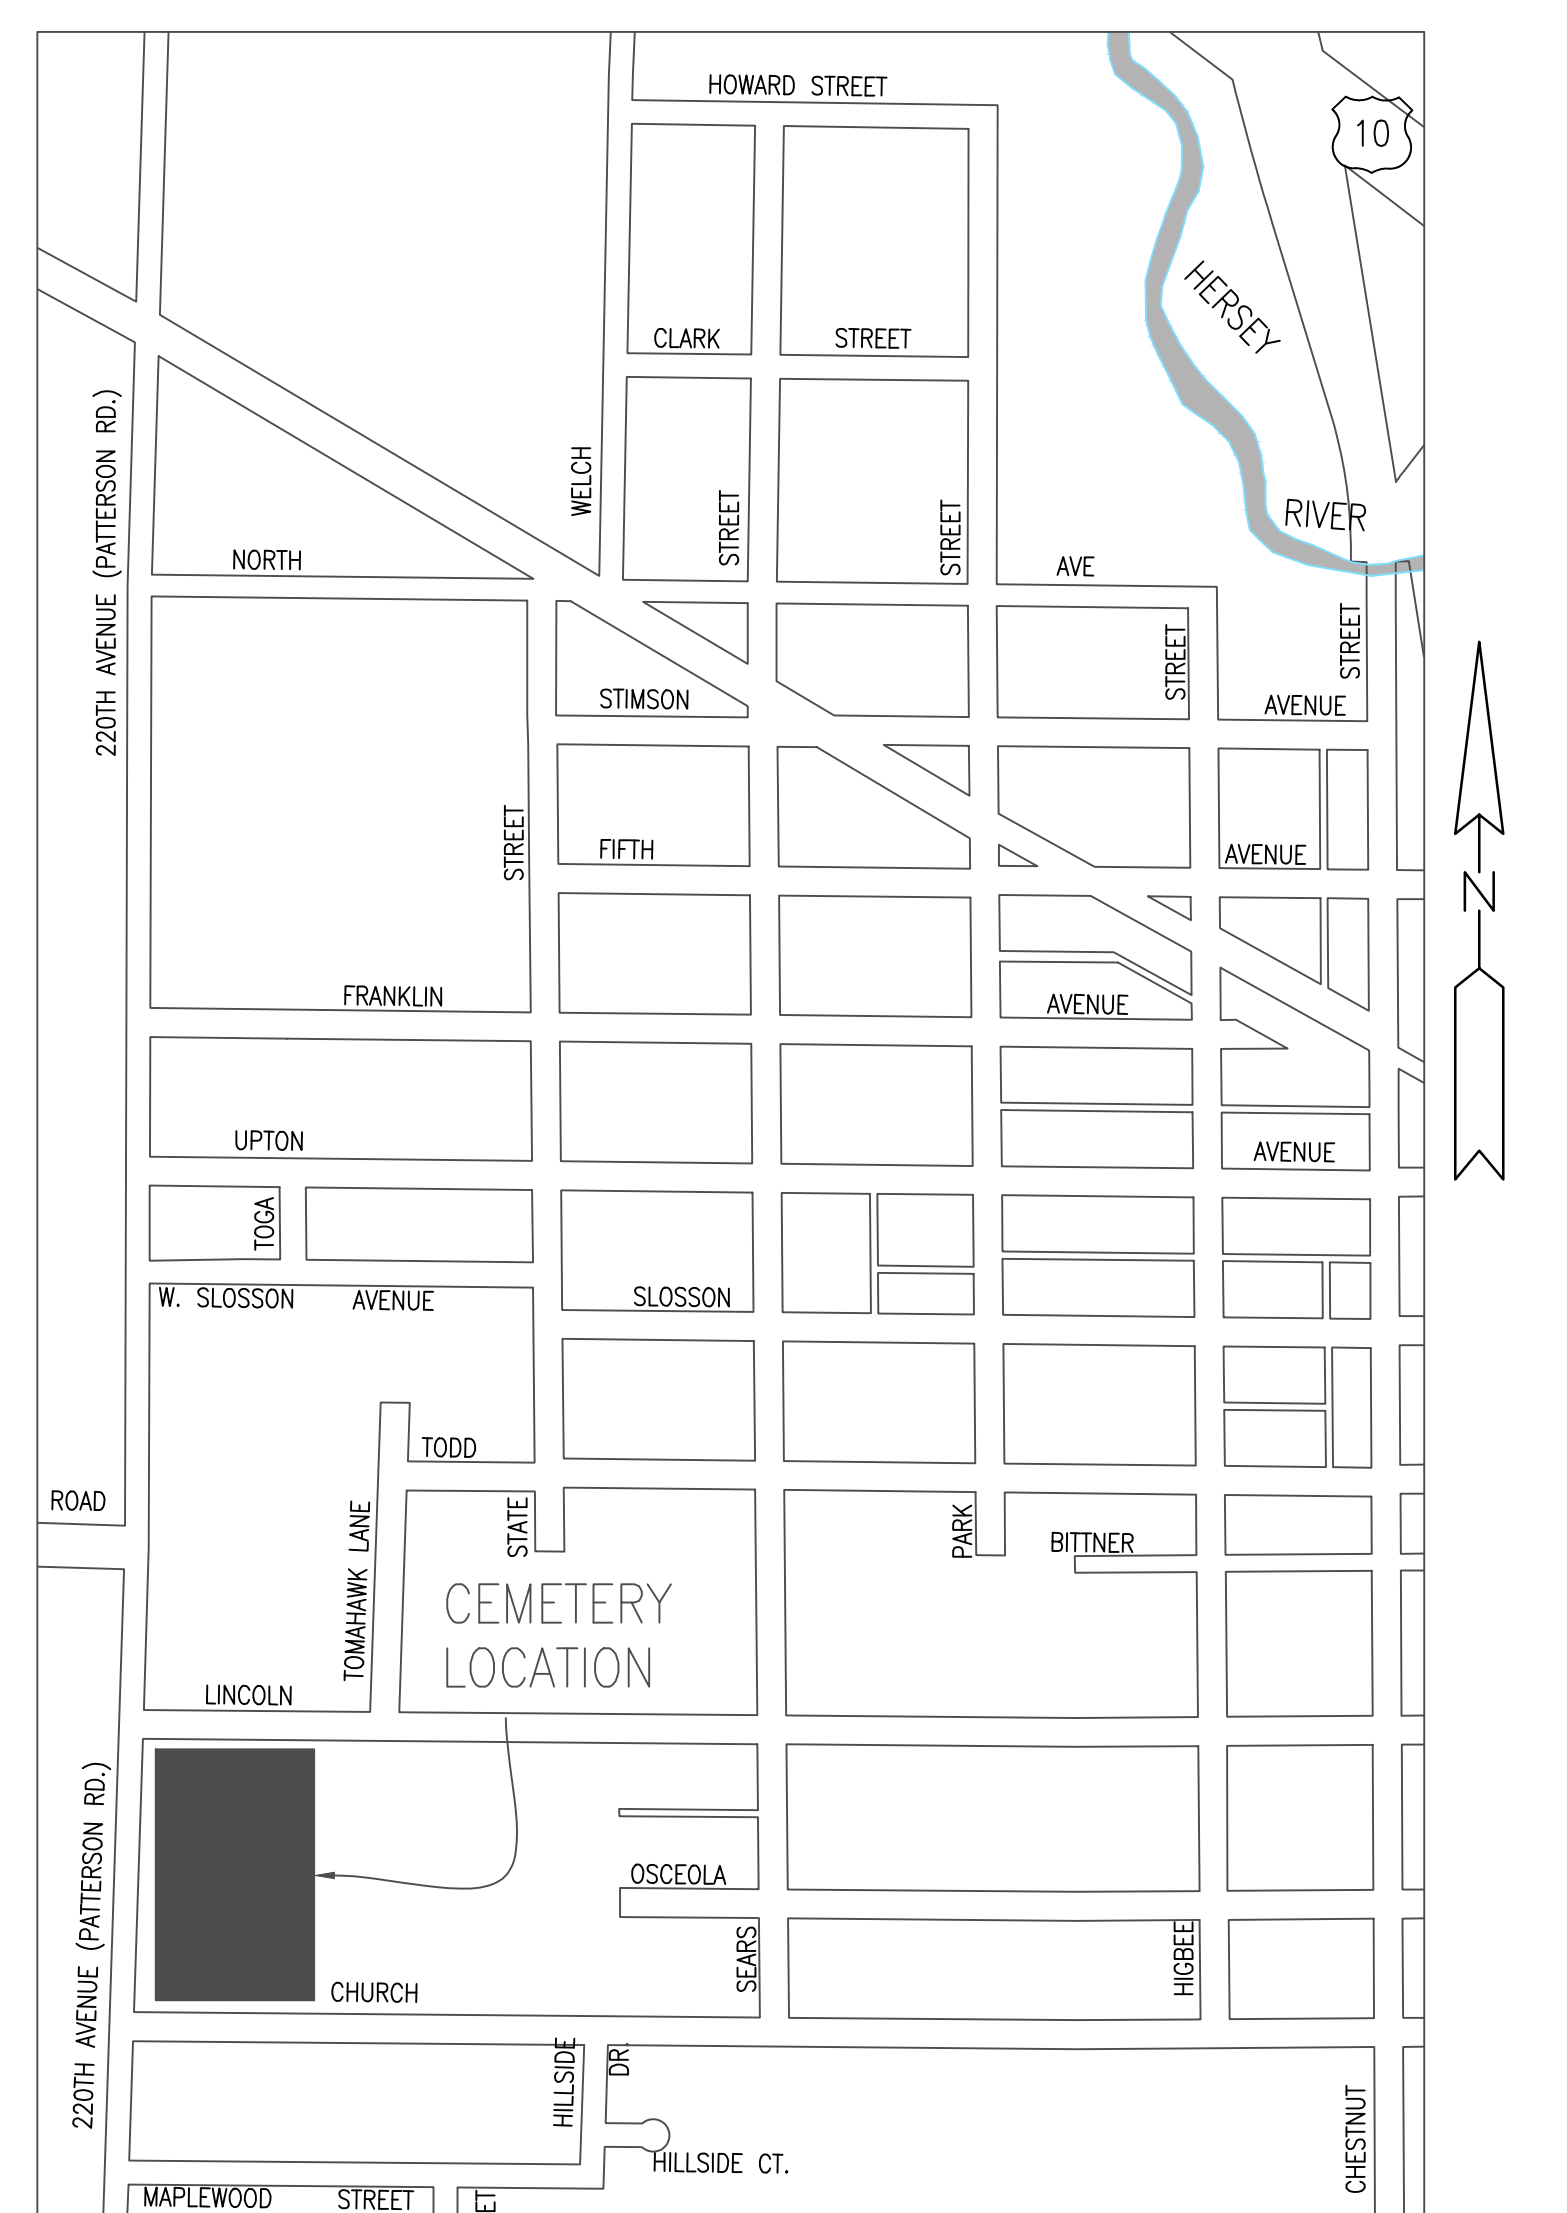 HOWARD STREET
10
HERSEY
CLARK STREET
220TH AVENUE (PATTERSON RD.)
WELCH
STREET
STREET
RIVER
NORTH AVE
STREET
STREET
STIMSON AVENUE
STREET
FIFTH AVENUE
N
FRANKLIN AVENUE
UPTON AVENUE
TOGA
W. SLOSSON AVENUE SLOSSON
TODD
ROAD
TOMAHAWK LANE
STATE
PARK
BITTNER
CEMETERY
LOCATION
LINCOLN
220TH AVENUE (PATTERSON RD.)
OSCEOLA
SEARS
HIGBEE
CHURCH
HILLSIDE DR.
CHESTNUT
HILLSIDE CT.
MAPLEWOOD STREET
ET